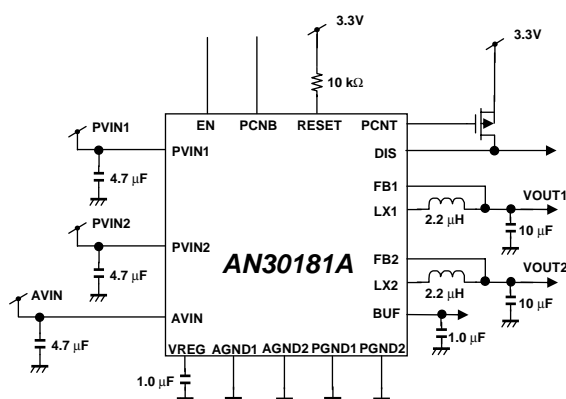 3.3V
3.3V
10 kΩ
EN PCNB RESET PCNT
PVIN1
PVIN1
DIS
4.7 μF
FB1
VOUT1
LX1
2.2 μH
10 μF
PVIN2
PVIN2
4.7 μF
AN30181A
FB2
VOUT2
LX2
2.2 μH
10 μF
AVIN
AVIN
BUF
1.0 μF
4.7 μF
VREG AGND1 AGND2 PGND1 PGND2
1.0 μF